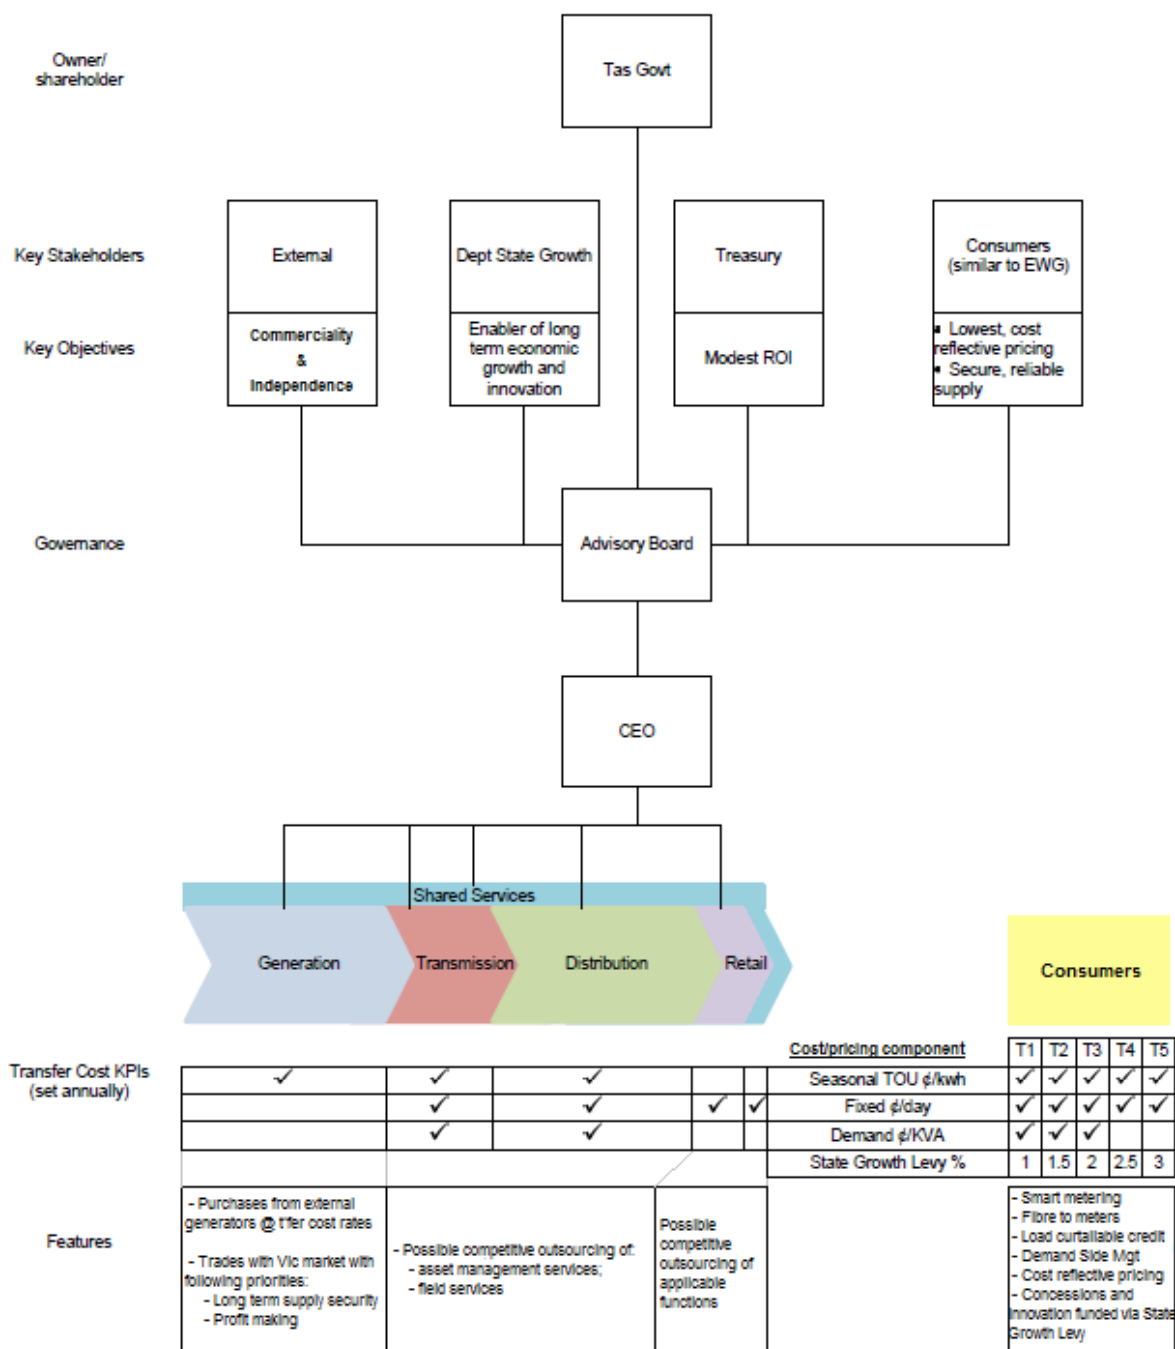 Owner/
shareholder
Tas Govt
Key Stakeholders
External
Dept State Growth
Treasury
Consumers
(similar to EWG)
Key Objectives
Commerciality
&
Independence
Enabler of long
term economic
growth and
innovation
Modest ROI
▪ Lowest, cost
reflective pricing
▪ Secure, reliable
supply
Governance
Advisory Board
CEO
Shared Services
Generation
Transmission
Distribution
Retail
Consumers
Transfer Cost KPIs
(set annually)
Cost/pricing component
T1 T2 T3 T4 T5
✓ ✓ ✓ Seasonal TOU ¢/kwh ✓ ✓ ✓ ✓ ✓
✓ ✓ ✓ ✓ Fixed ¢/day ✓ ✓ ✓ ✓ ✓
✓ ✓ Demand ¢/KVA ✓ ✓ ✓
State Growth Levy % 1 1.5 2 2.5 3
Features
- Purchases from external
generators @ t'fer cost rates
- Trades with Vic market with
following priorities:
- Long term supply security
- Profit making
- Possible competitive outsourcing of:
- asset management services;
- field services
Possible
competitive
outsourcing of
applicable
functions
- Smart metering
- Fibre to meters
- Load curtailable credit
- Demand Side Mgt
- Cost reflective pricing
- Concessions and
innovation funded via State
Growth Levy